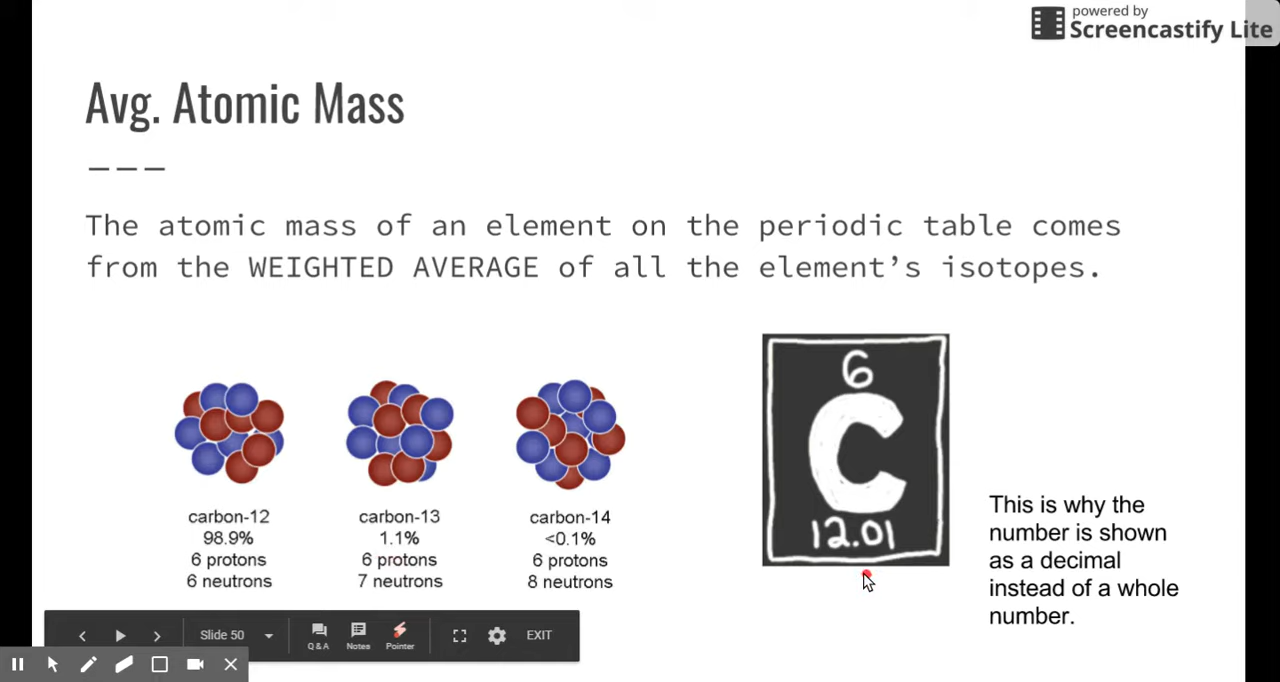 powered by
Screencastify Lite
Avg. Atomic Mass
The atomic mass of an element on the periodic table comes
from the WEIGHTED AVERAGE of all the element’s isotopes.
carbon-12
98.9%
6 protons
6 neutrons
carbon-13
1.1%
6 protons
7 neutrons
carbon-14
<0.1%
6 protons
8 neutrons
6
C
12.01
This is why the
number is shown
as a decimal
instead of a whole
number.
Slide 50
Q&A
Notes
Pointer
EXIT